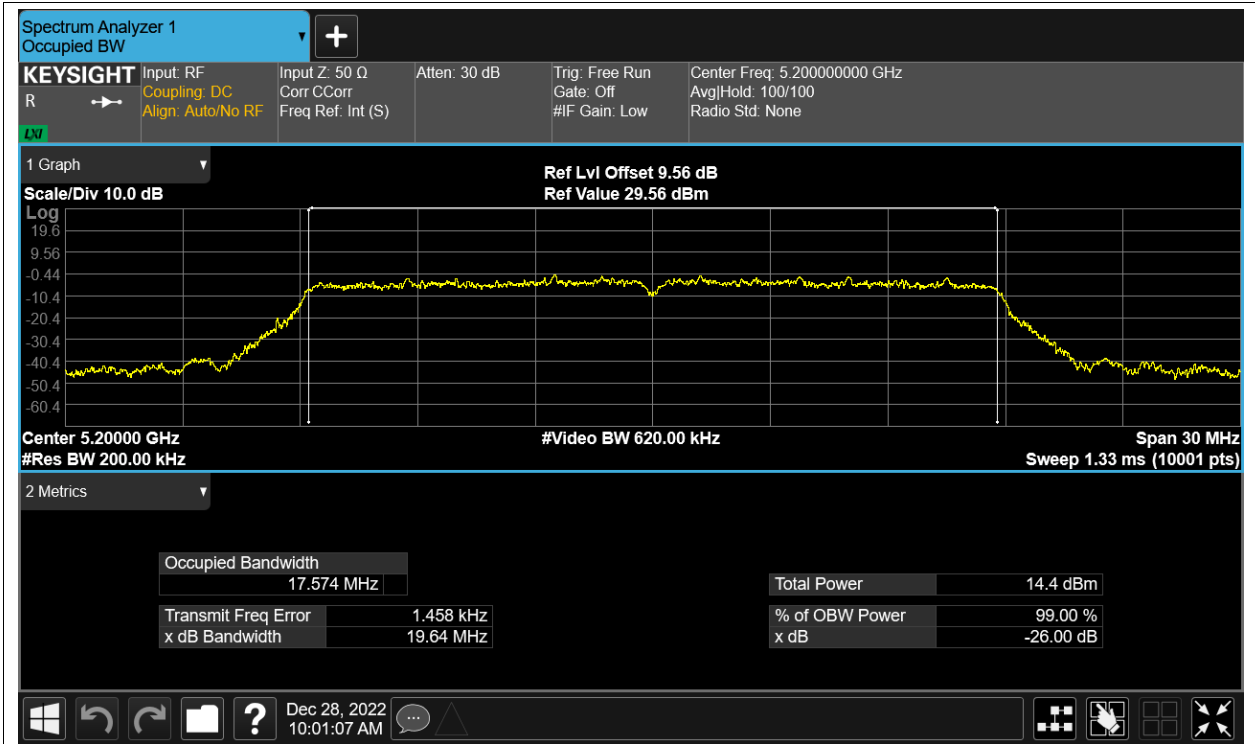 Spectrum Analyzer 1
Occupied BW
KEYSIGHT
R
LXI
Input: RF
Coupling: DC
Align: Auto/No RF
Input Z: 50 Ω
Corr CCorr
Freq Ref: Int (S)
Atten: 30 dB
Trig: Free Run
Gate: Off
#IF Gain: Low
Center Freq: 5.200000000 GHz
Avg|Hold: 100/100
Radio Std: None
1 Graph
Ref Lvl Offset 9.56 dB
Scale/Div 10.0 dB
Ref Value 29.56 dBm
Log
19.6
9.56
-0.44
-10.4
-20.4
-30.4
-40.4
-50.4
-60.4
Center 5.20000 GHz
#Video BW 620.00 kHz
Span 30 MHz
#Res BW 200.00 kHz
Sweep 1.33 ms (10001 pts)
2 Metrics
Occupied Bandwidth
17.574 MHz
Total Power 14.4 dBm
Transmit Freq Error 1.458 kHz
% of OBW Power 99.00 %
x dB Bandwidth 19.64 MHz
x dB -26.00 dB
?
Dec 28, 2022
10:01:07 AM